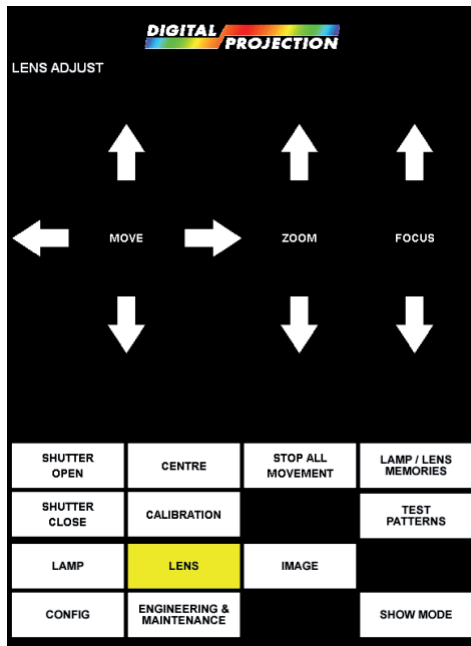 DIGITAL
PROJECTION
LENS ADJUST
MOVE
ZOOM
FOCUS
SHUTTER
OPEN
CENTRE
STOP ALL
MOVEMENT
LAMP / LENS
MEMORIES
SHUTTER
CLOSE
CALIBRATION
TEST
PATTERNS
LAMP
LENS
IMAGE
CONFIG
ENGINEERING &
MAINTENANCE
SHOW MODE